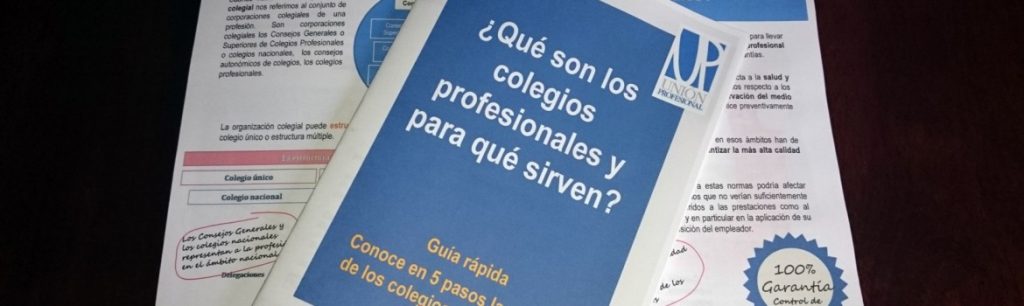 colegial nos referimos al conjunto de
corporaciones colegiales de una
profesión. Son corporaciones
colegiales los Consejos Generales o
Superiores de Colegios Profesionales
o colegios nacionales, los consejos
autonómicos de colegios, los colegios
profesionales.
La organización colegial puede
colegio único o estructura múltiple.
Colegio único
Colegio nacional
Los Consejos Generales y
los colegios nacionales
representan a la
en el ámbito nacional
Delegaciones
¿Qué son los
colegios
profesionales y
para qué sirven?
UP
UNIÓN
PROFESIONAL
Guía rápida
Conoce en 5 pasos
de los
para llevar
profesional
a la salud y
respecto a los
del medio
preventivamente
en esos ámbitos han de
la más alta calidad
a estas normas podría afectar
que no verían suficientemente
a las prestaciones como al
y en particular en la aplicación de su
del empleador.
de los
100%
Garantía
Control de